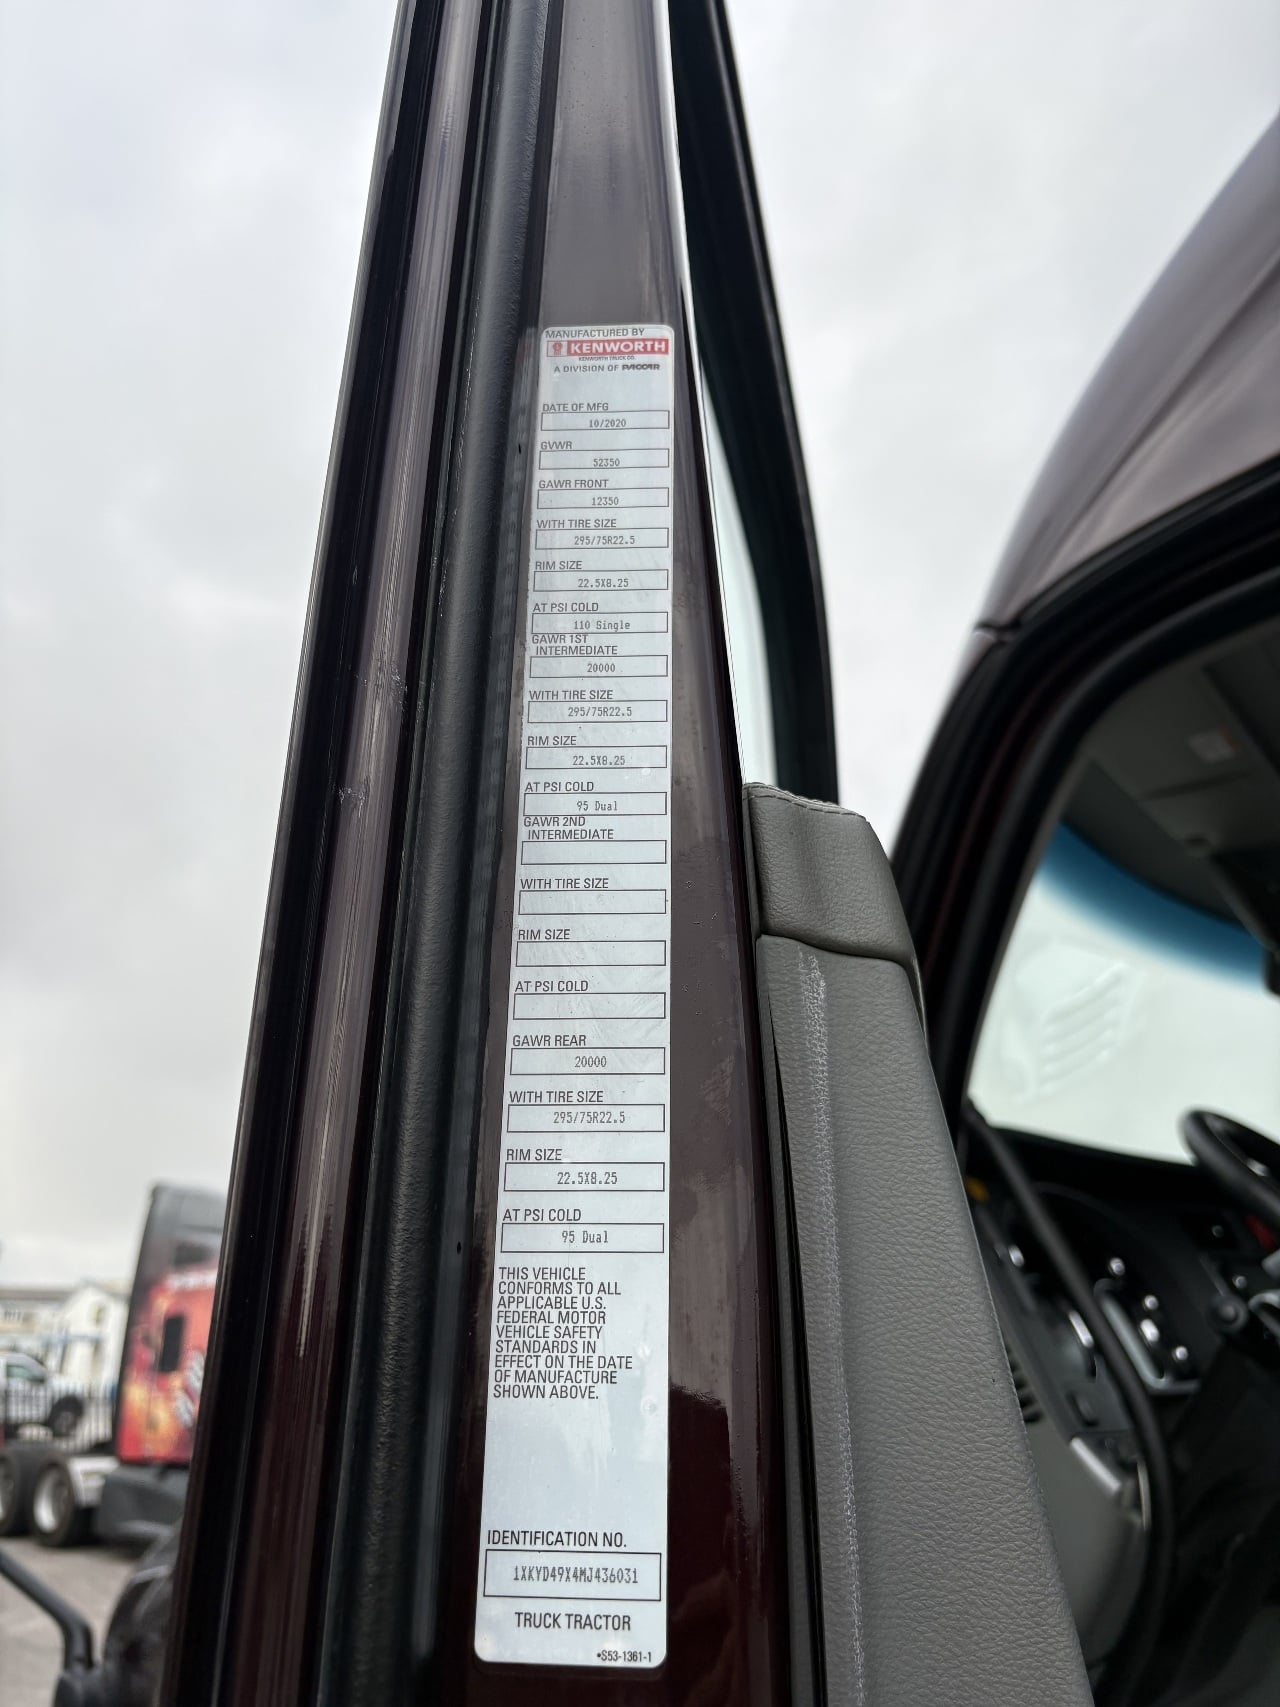 MANUFACTURED BY
KENWORTH
KENWORTH TRUCK CO.
A DIVISION OF PACCAR
DATE OF MFG
10/2020
GVWR
52350
GAWR FRONT
12350
WITH TIRE SIZE
295/75R22.5
RIM SIZE
22.5X8.25
AT PSI COLD
110 Single
GAWR 1ST
INTERMEDIATE
20000
WITH TIRE SIZE
295/75R22.5
RIM SIZE
22.5X8.25
AT PSI COLD
95 Dual
GAWR 2ND
INTERMEDIATE
WITH TIRE SIZE
RIM SIZE
AT PSI COLD
GAWR REAR
20000
WITH TIRE SIZE
295/75R22.5
RIM SIZE
22.5X8.25
AT PSI COLD
95 Dual
THIS VEHICLE
CONFORMS TO ALL
APPLICABLE U.S.
FEDERAL MOTOR
VEHICLE SAFETY
STANDARDS IN
EFFECT ON THE DATE
OF MANUFACTURE
SHOWN ABOVE.
IDENTIFICATION NO.
1XKYD49X4MJ436031
TRUCK TRACTOR
•S53-1361-1